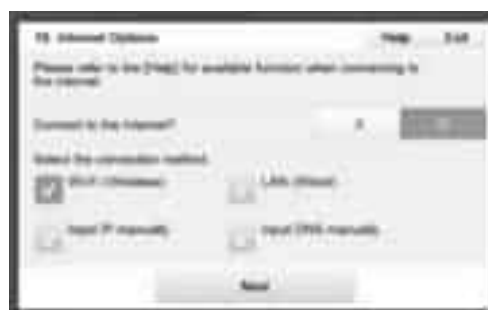 Internet Options
Help Exit
Please refer to the [Help] for available function when connecting to
the internet.
Connect to the Internet?
Select the connection method.
Wi-Fi (Wireless)
LAN (Wired)
Input IP manually
Input DNS manually
Next